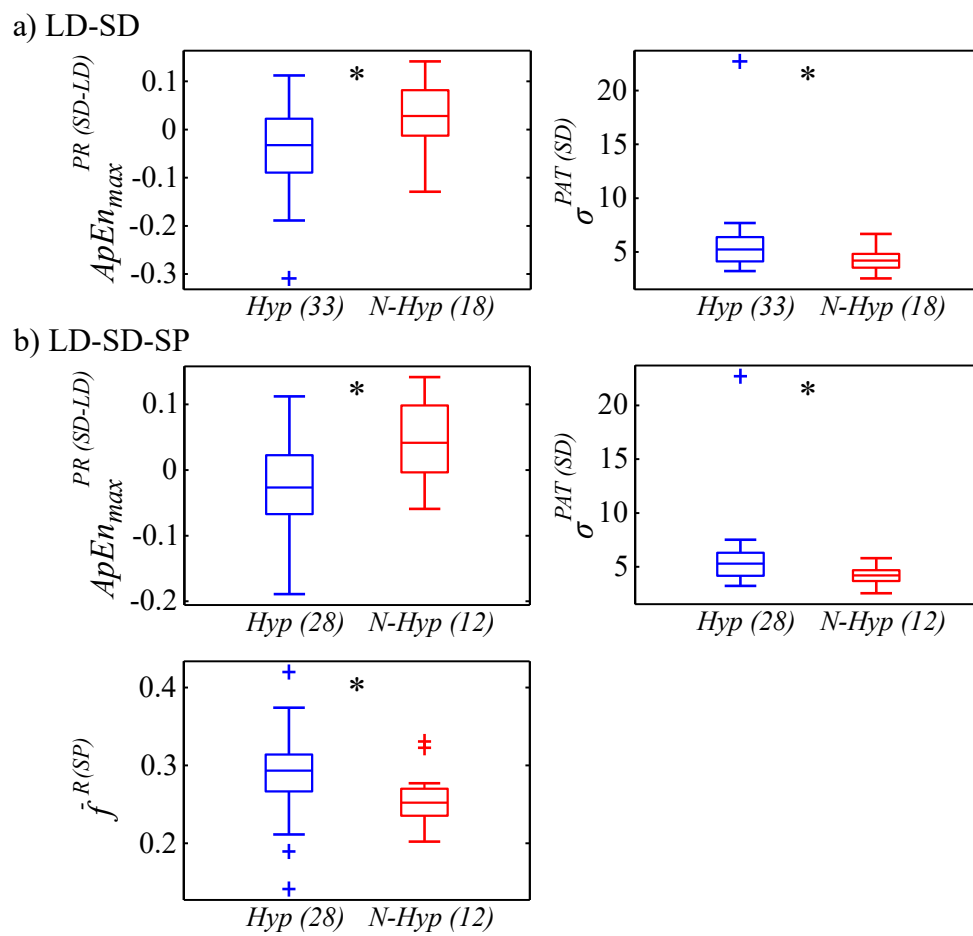 a) LD-SD
ApEn_max^PR (SD-LD)
0.1
0
-0.1
-0.2
-0.3
*
Hyp (33) N-Hyp (18)
σ^PAT (SD)
20
15
10
5
*
Hyp (33) N-Hyp (18)
b) LD-SD-SP
ApEn_max^PR (SD-LD)
0.1
0
-0.1
-0.2
*
Hyp (28) N-Hyp (12)
σ^PAT (SD)
20
15
10
5
*
Hyp (28) N-Hyp (12)
f̄^R (SP)
0.4
0.3
0.2
*
Hyp (28) N-Hyp (12)